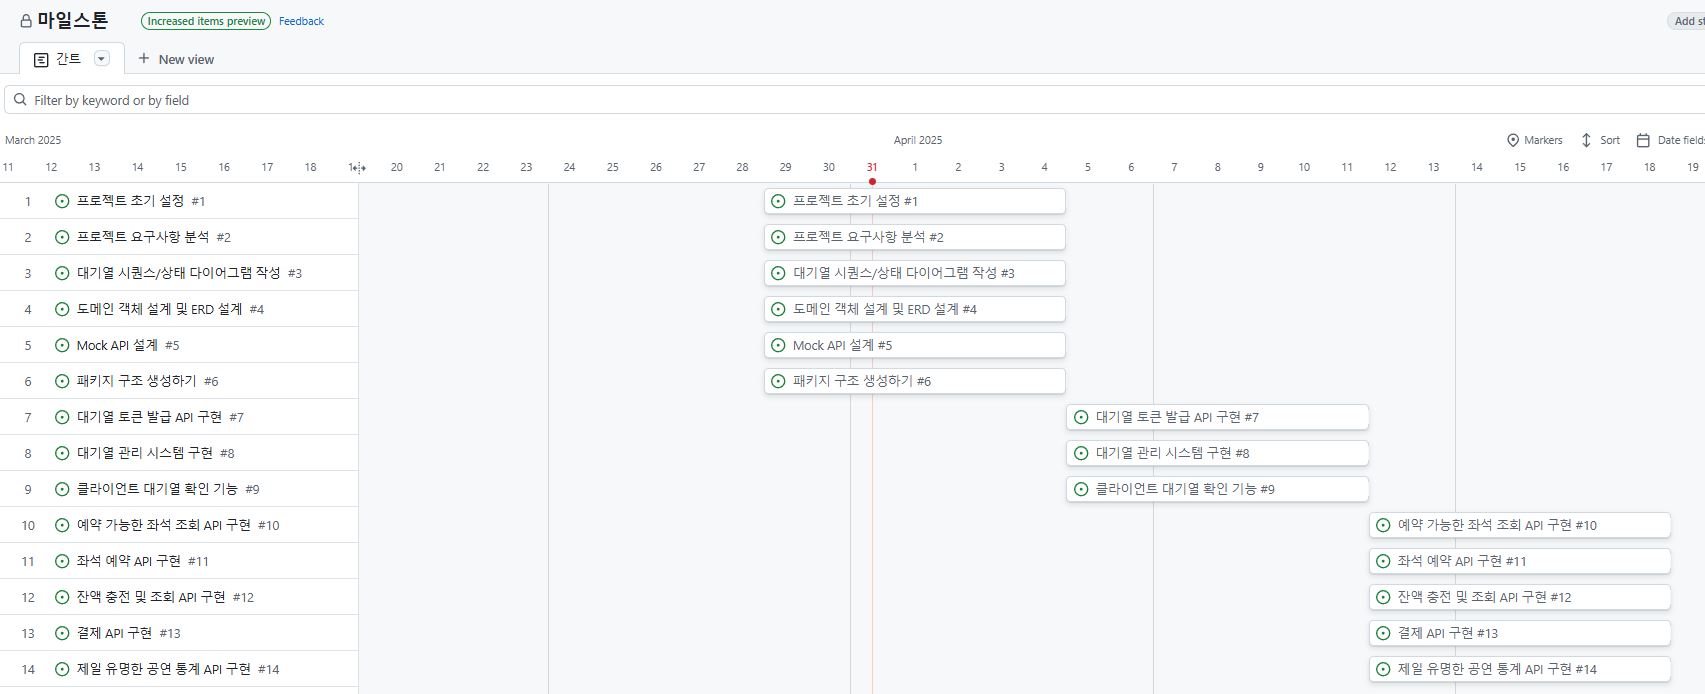 마일스톤 Increased items preview Feedback Add st
간트 New view
Filter by keyword or by field
March 2025 April 2025 Markers Sort Date fields
11 12 13 14 15 16 17 18 1 20 21 22 23 24 25 26 27 28 29 30 31 1 2 3 4 5 6 7 8 9 10 11 12 13 14 15 16 17 18 19
1 프로젝트 초기 설정 #1 프로젝트 초기 설정 #1
2 프로젝트 요구사항 분석 #2 프로젝트 요구사항 분석 #2
3 대기열 시퀀스/상태 다이어그램 작성 #3 대기열 시퀀스/상태 다이어그램 작성 #3
4 도메인 객체 설계 및 ERD 설계 #4 도메인 객체 설계 및 ERD 설계 #4
5 Mock API 설계 #5 Mock API 설계 #5
6 패키지 구조 생성하기 #6 패키지 구조 생성하기 #6
7 대기열 토큰 발급 API 구현 #7 대기열 토큰 발급 API 구현 #7
8 대기열 관리 시스템 구현 #8 대기열 관리 시스템 구현 #8
9 클라이언트 대기열 확인 기능 #9 클라이언트 대기열 확인 기능 #9
10 예약 가능한 좌석 조회 API 구현 #10 예약 가능한 좌석 조회 API 구현 #10
11 좌석 예약 API 구현 #11 좌석 예약 API 구현 #11
12 잔액 충전 및 조회 API 구현 #12 잔액 충전 및 조회 API 구현 #12
13 결제 API 구현 #13 결제 API 구현 #13
14 제일 유명한 공연 통계 API 구현 #14 제일 유명한 공연 통계 API 구현 #14